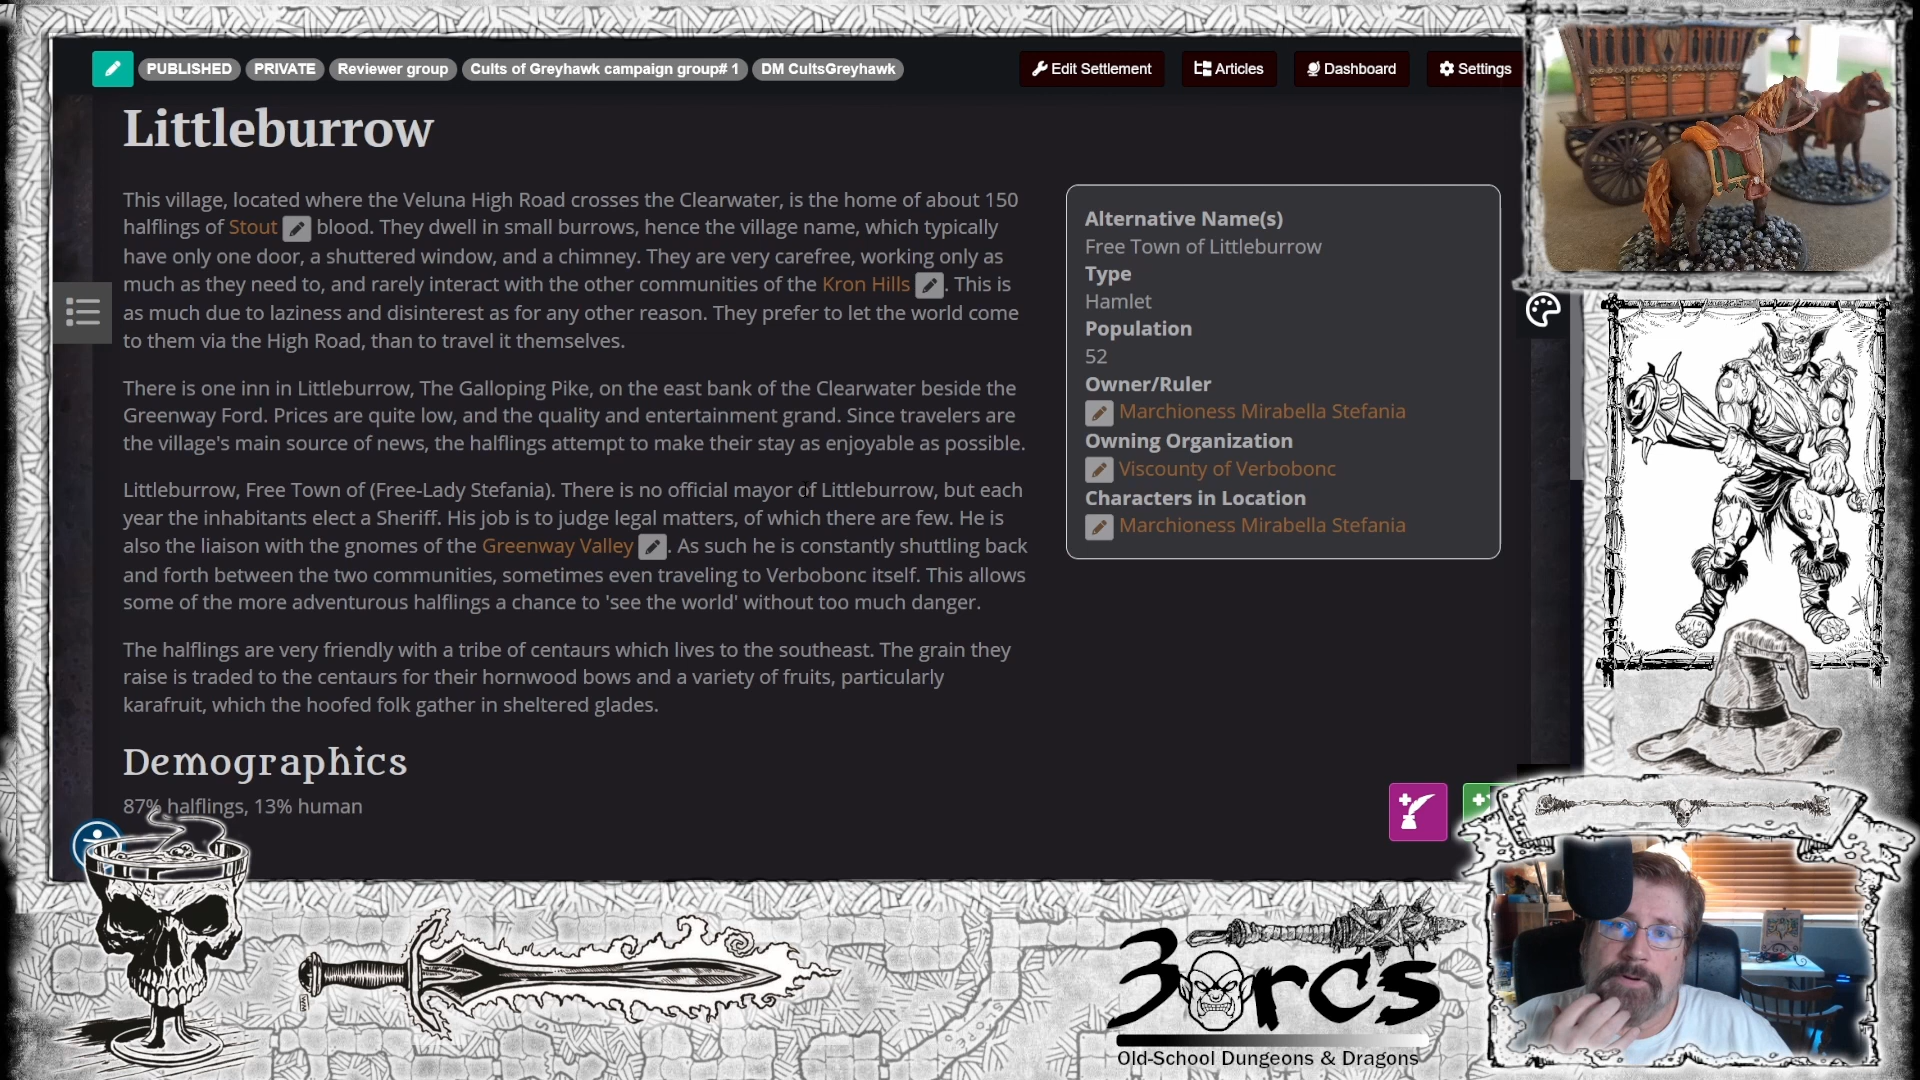 PUBLISHED PRIVATE Reviewer group Cults of Greyhawk campaign group# 1 DM CultsGreyhawk
Edit Settlement Articles Dashboard Settings
Littleburrow
This village, located where the Veluna High Road crosses the Clearwater, is the home of about 150
halflings of Stout blood. They dwell in small burrows, hence the village name, which typically
have only one door, a shuttered window, and a chimney. They are very carefree, working only as
much as they need to, and rarely interact with the other communities of the Kron Hills . This is
as much due to laziness and disinterest as for any other reason. They prefer to let the world come
to them via the High Road, than to travel it themselves.
There is one inn in Littleburrow, The Galloping Pike, on the east bank of the Clearwater beside the
Greenway Ford. Prices are quite low, and the quality and entertainment grand. Since travelers are
the village's main source of news, the halflings attempt to make their stay as enjoyable as possible.
Littleburrow, Free Town of (Free-Lady Stefania). There is no official mayor of Littleburrow, but each
year the inhabitants elect a Sheriff. His job is to judge legal matters, of which there are few. He is
also the liaison with the gnomes of the Greenway Valley . As such he is constantly shuttling back
and forth between the two communities, sometimes even traveling to Verbobonc itself. This allows
some of the more adventurous halflings a chance to 'see the world' without too much danger.
The halflings are very friendly with a tribe of centaurs which lives to the southeast. The grain they
raise is traded to the centaurs for their hornwood bows and a variety of fruits, particularly
karafruit, which the hoofed folk gather in sheltered glades.
Demographics
87% halflings, 13% human
Alternative Name(s)
Free Town of Littleburrow
Type
Hamlet
Population
52
Owner/Ruler
Marchioness Mirabella Stefania
Owning Organization
Viscounty of Verbobonc
Characters in Location
Marchioness Mirabella Stefania
3 orcs
Old-School Dungeons & Dragons